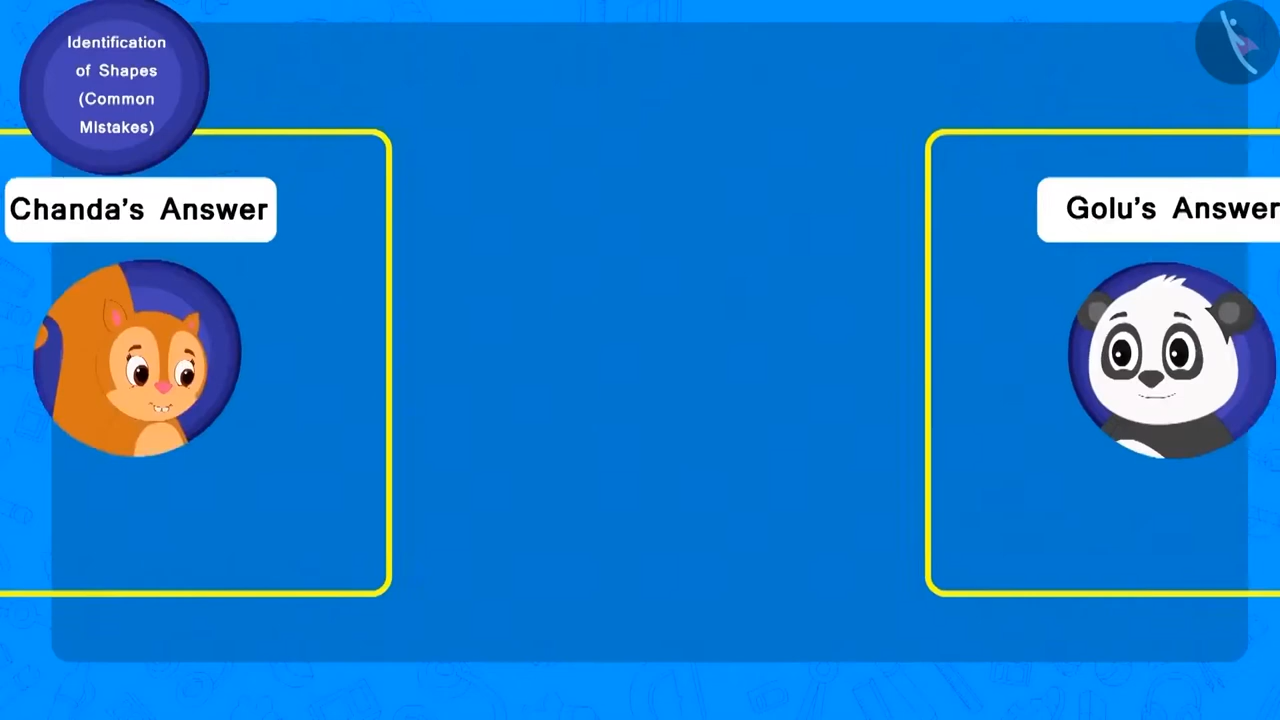 Identification
of Shapes
(Common
Mistakes)
Chanda's Answer
Golu's Answer